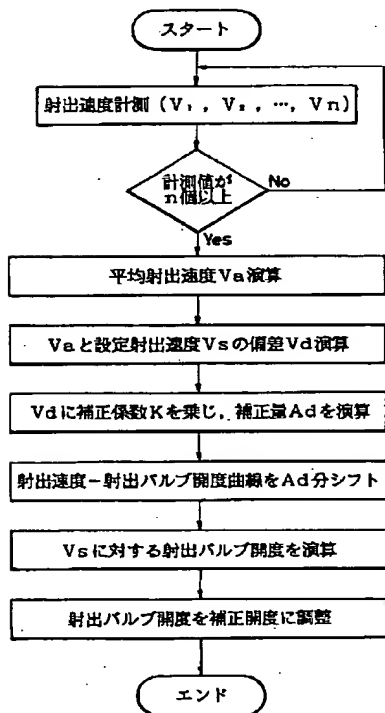 スタート
射出速度計測(V₁, V₂, …, Vn)
計測値が
n個以上
No
Yes
平均射出速度Va演算
Vaと設定射出速度Vsの偏差Vd演算
Vdに補正係数Kを乗じ,補正量Adを演算
射出速度-射出バルブ開度曲線をAd分シフト
Vsに対する射出バルブ開度を演算
射出バルブ開度を補正開度に調整
エンド